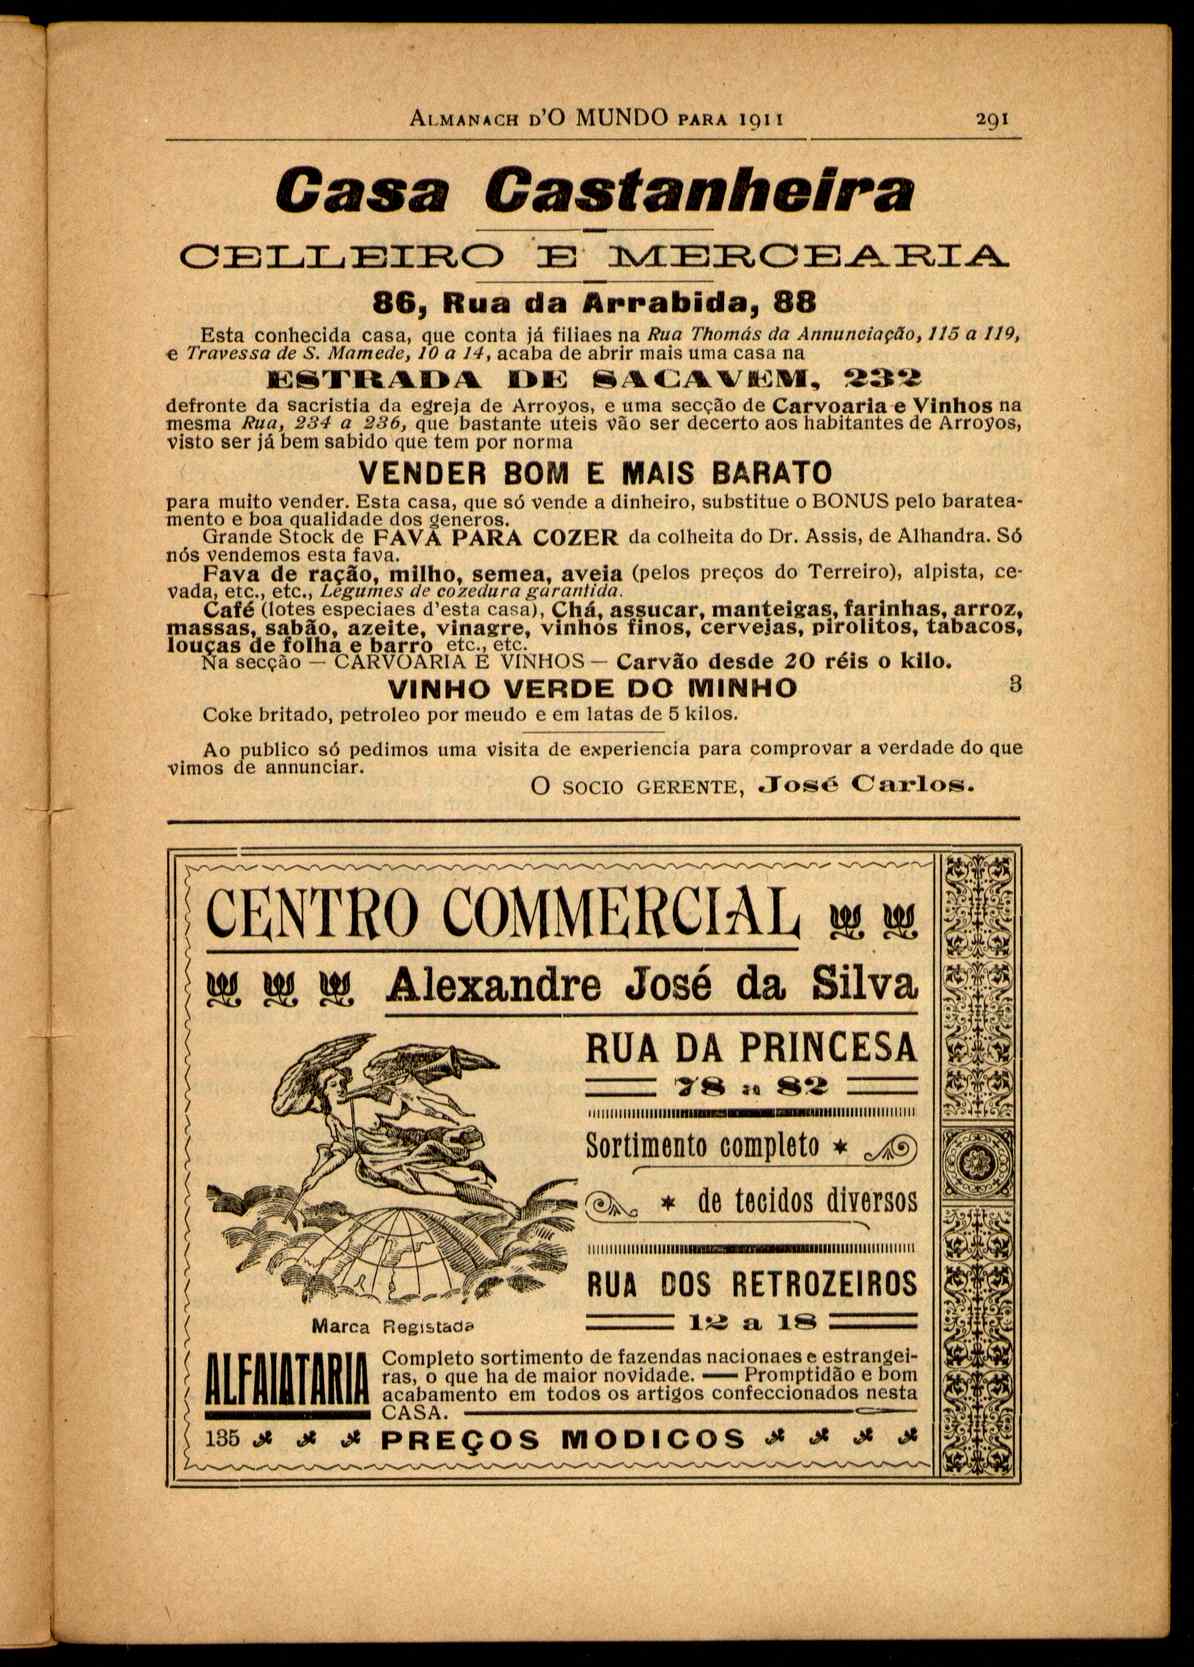 ALMANACH D'O MUNDO PARA 1911 291
Casa Castanheira
CELLEIRO E MERCEARIA
86, Rua da Arrabida, 88
Esta conhecida casa, que conta já filiaes na Rua Thomás da Annunciação, 115 a 119,
e Travessa de S. Mamede, 10 a 14, acaba de abrir mais uma casa na
ESTRADA DE SACAVEM, 232
defronte da sacristia da egreja de Arroyos, e uma secção de Carvoaria e Vinhos na
mesma Rua, 234 a 236, que bastante uteis vão ser decerto aos habitantes de Arroyos,
visto ser já bem sabido que tem por norma
VENDER BOM E MAIS BARATO
para muito vender. Esta casa, que só vende a dinheiro, substitue o BONUS pelo baratea-
mento e boa qualidade dos generos.
Grande Stock de FAVA PARA COZER da colheita do Dr. Assis, de Alhandra. Só
nós vendemos esta fava.
Fava de ração, milho, semea, aveia (pelos preços do Terreiro), alpista, ce-
vada, etc., etc., Legumes de cozedura garantida.
Café (lotes especiaes d'esta casa), Chá, assucar, manteigas, farinhas, arroz,
massas, sabão, azeite, vinagre, vinhos finos, cervejas, pirolitos, tabacos,
louças de folha e barro etc., etc.
Na secção — CARVOARIA E VINHOS — Carvão desde 20 réis o kilo.
VINHO VERDE DO MINHO 3
Coke britado, petroleo por meudo e em latas de 5 kilos.
Ao publico só pedimos uma visita de experiencia para comprovar a verdade do que
vimos de annunciar.
O SOCIO GERENTE, José Carlos.
CENTRO COMMERCIAL
Alexandre José da Silva
RUA DA PRINCESA
78 a 82
Sortimento completo
de tecidos diversos
RUA DOS RETROZEIROS
12 a 18
Marca Registada
ALFAIATARIA
Completo sortimento de fazendas nacionaes e estrangei-
ras, o que ha de maior novidade. — Promptidão e bom
acabamento em todos os artigos confeccionados nesta
CASA.
135 PREÇOS MODICOS